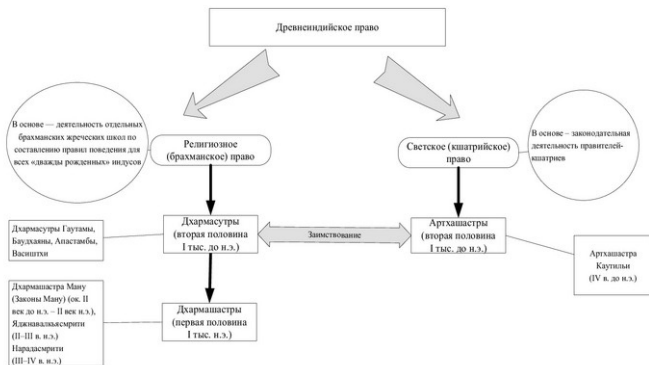 Древнеиндийское право
В основе — деятельность отдельных
брахманских жреческих школ по
составлению правил поведения для
всех «дважды рожденных» индусов
Религиозное
(брахманское) право
Светское (кшатрийское)
право
В основе – законодательная
деятельность правителей-
кшатриев
Дхармасутры Гаутамы,
Баудхаяны, Апастамбы,
Васиштхи
Дхармасутры
(вторая половина
I тыс. до н.э.)
Заимствование
Артхашастры
(вторая половина
I тыс. до н.э.)
Артхашастра
Каутильи
(IV в. до н.э.)
Дхармашастра Ману
(Законы Ману) (ок. II
век до н.э. – II век н.э.),
Яджнавалкьясмрити
(II–III в. н.э.)
Нарадасмрити
(III–IV в. н.э.)
Дхармашастры
(первая половина
I тыс. н.э.)